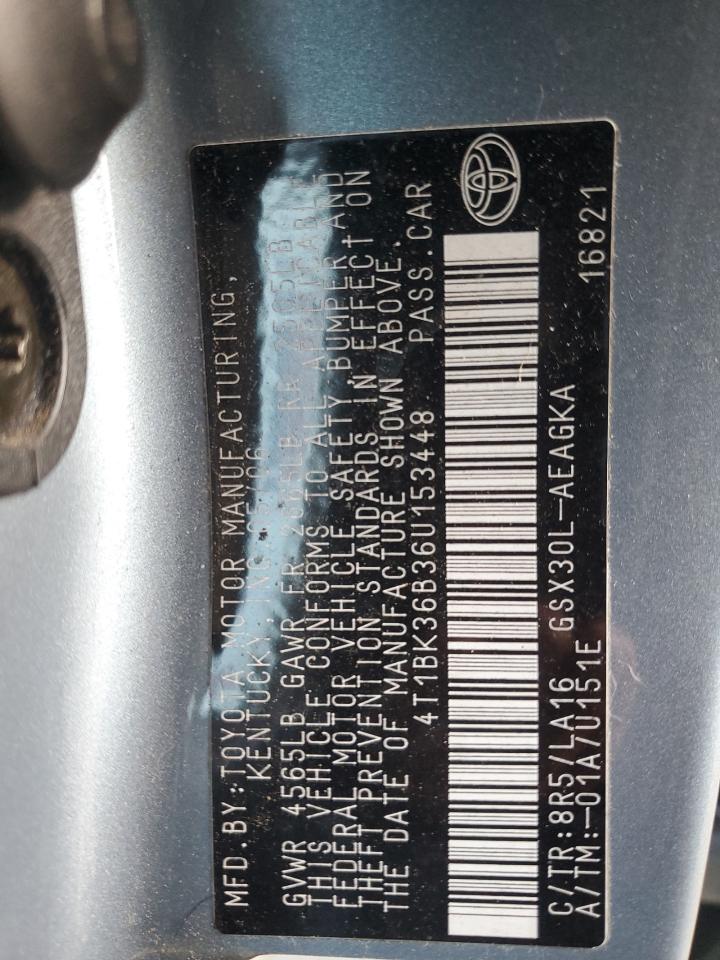 MFD.BY:TOYOTA MOTOR MANUFACTURING,
KENTUCKY, INC. 05/06
GVWR 4565LB GAWR FR 2565LB RR 2565LB
THIS VEHICLE CONFORMS TO ALL APPLICABLE
FEDERAL MOTOR VEHICLE SAFETY BUMPER AND
THEFT PREVENTION STANDARDS IN EFFECT ON
THE DATE OF MANUFACTURE SHOWN ABOVE.
4T1BK36B36U153448 PASS.CAR
C/TR:8R5/LA16 GSX30L-AEAGKA
A/TM:-01A/U151E 16821